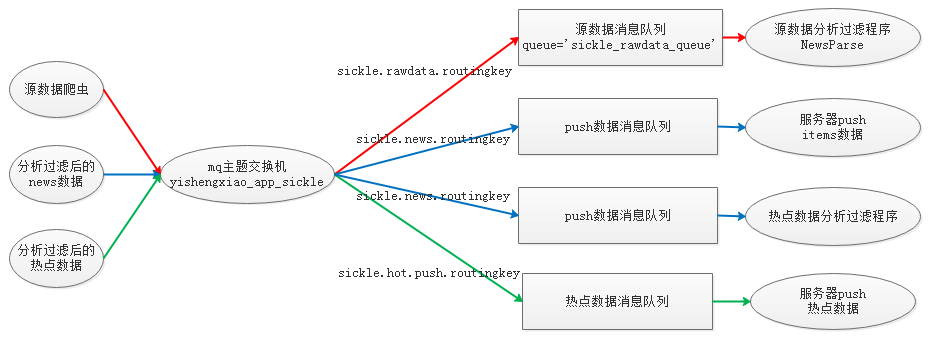 源数据爬虫
分析过滤后的
news数据
分析过滤后的
热点数据
mq主题交换机
yishengxiao_app_sickle
sickle.rawdata.routingkey
sickle.news.routingkey
sickle.news.routingkey
sickle.hot.push.routingkey
源数据消息队列
queue='sickle_rawdata_queue'
push数据消息队列
push数据消息队列
热点数据消息队列
源数据分析过滤程序
NewsParse
服务器push
items数据
热点数据分析过滤程序
服务器push
热点数据